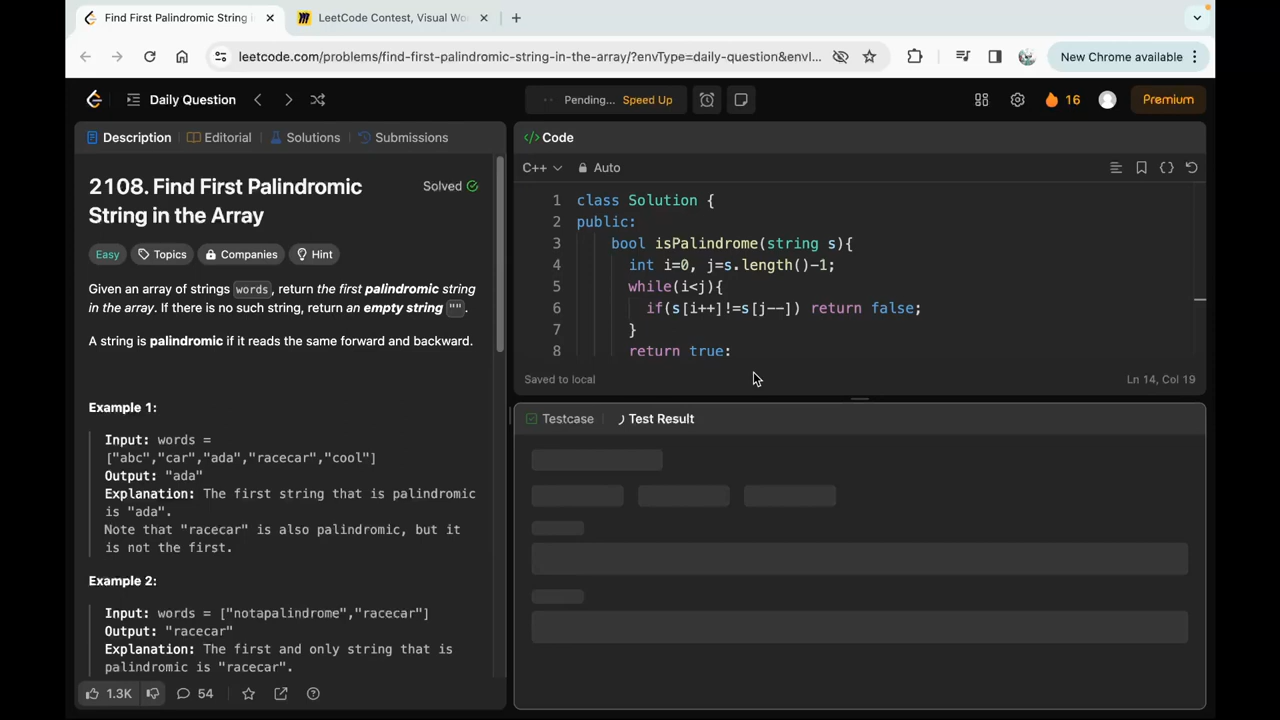 Find First Palindromic String i
LeetCode Contest, Visual Wo
leetcode.com/problems/find-first-palindromic-string-in-the-array/?envType=daily-question&envI...
New Chrome available
Daily Question
Pending... Speed Up
16
Premium
Description
Editorial
Solutions
Submissions
2108. Find First Palindromic
String in the Array
Solved
Easy
Topics
Companies
Hint
Given an array of strings words, return the first palindromic string
in the array. If there is no such string, return an empty string "".
A string is palindromic if it reads the same forward and backward.
Example 1:
Input: words =
["abc","car","ada","racecar","cool"]
Output: "ada"
Explanation: The first string that is palindromic
is "ada".
Note that "racecar" is also palindromic, but it
is not the first.
Example 2:
Input: words = ["notapalindrome","racecar"]
Output: "racecar"
Explanation: The first and only string that is
palindromic is "racecar".
1.3K
54
</> Code
C++
Auto
1 class Solution {
2 public:
3 bool isPalindrome(string s){
4 int i=0, j=s.length()-1;
5 while(i<j){
6 if(s[i++]!=s[j--]) return false;
7 }
8 return true;
Saved to local
Ln 14, Col 19
Testcase
Test Result